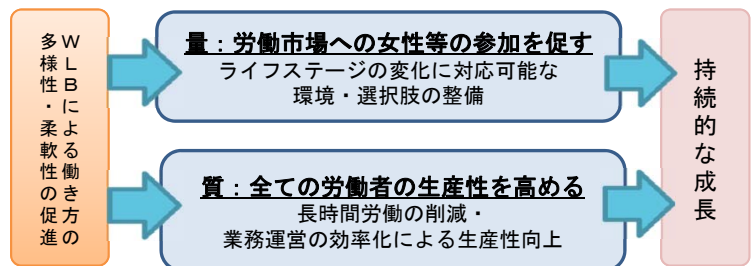 ＷＬＢによる働き方の
多様性・柔軟性の促進
量：労働市場への女性等の参加を促す
ライフステージの変化に対応可能な
環境・選択肢の整備
質：全ての労働者の生産性を高める
長時間労働の削減・
業務運営の効率化による生産性向上
持続的な成長